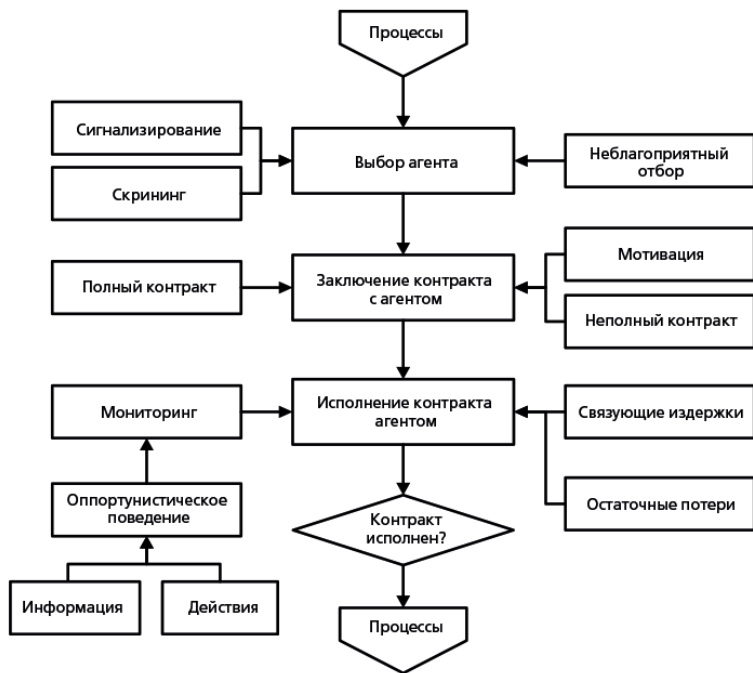 Процессы
Сигнализирование
Скрининг
Выбор агента
Неблагоприятный
отбор
Полный контракт
Заключение контракта
с агентом
Мотивация
Неполный контракт
Мониторинг
Исполнение контракта
агентом
Связующие издержки
Оппортунистическое
поведение
Остаточные потери
Контракт
исполнен?
Информация
Действия
Процессы